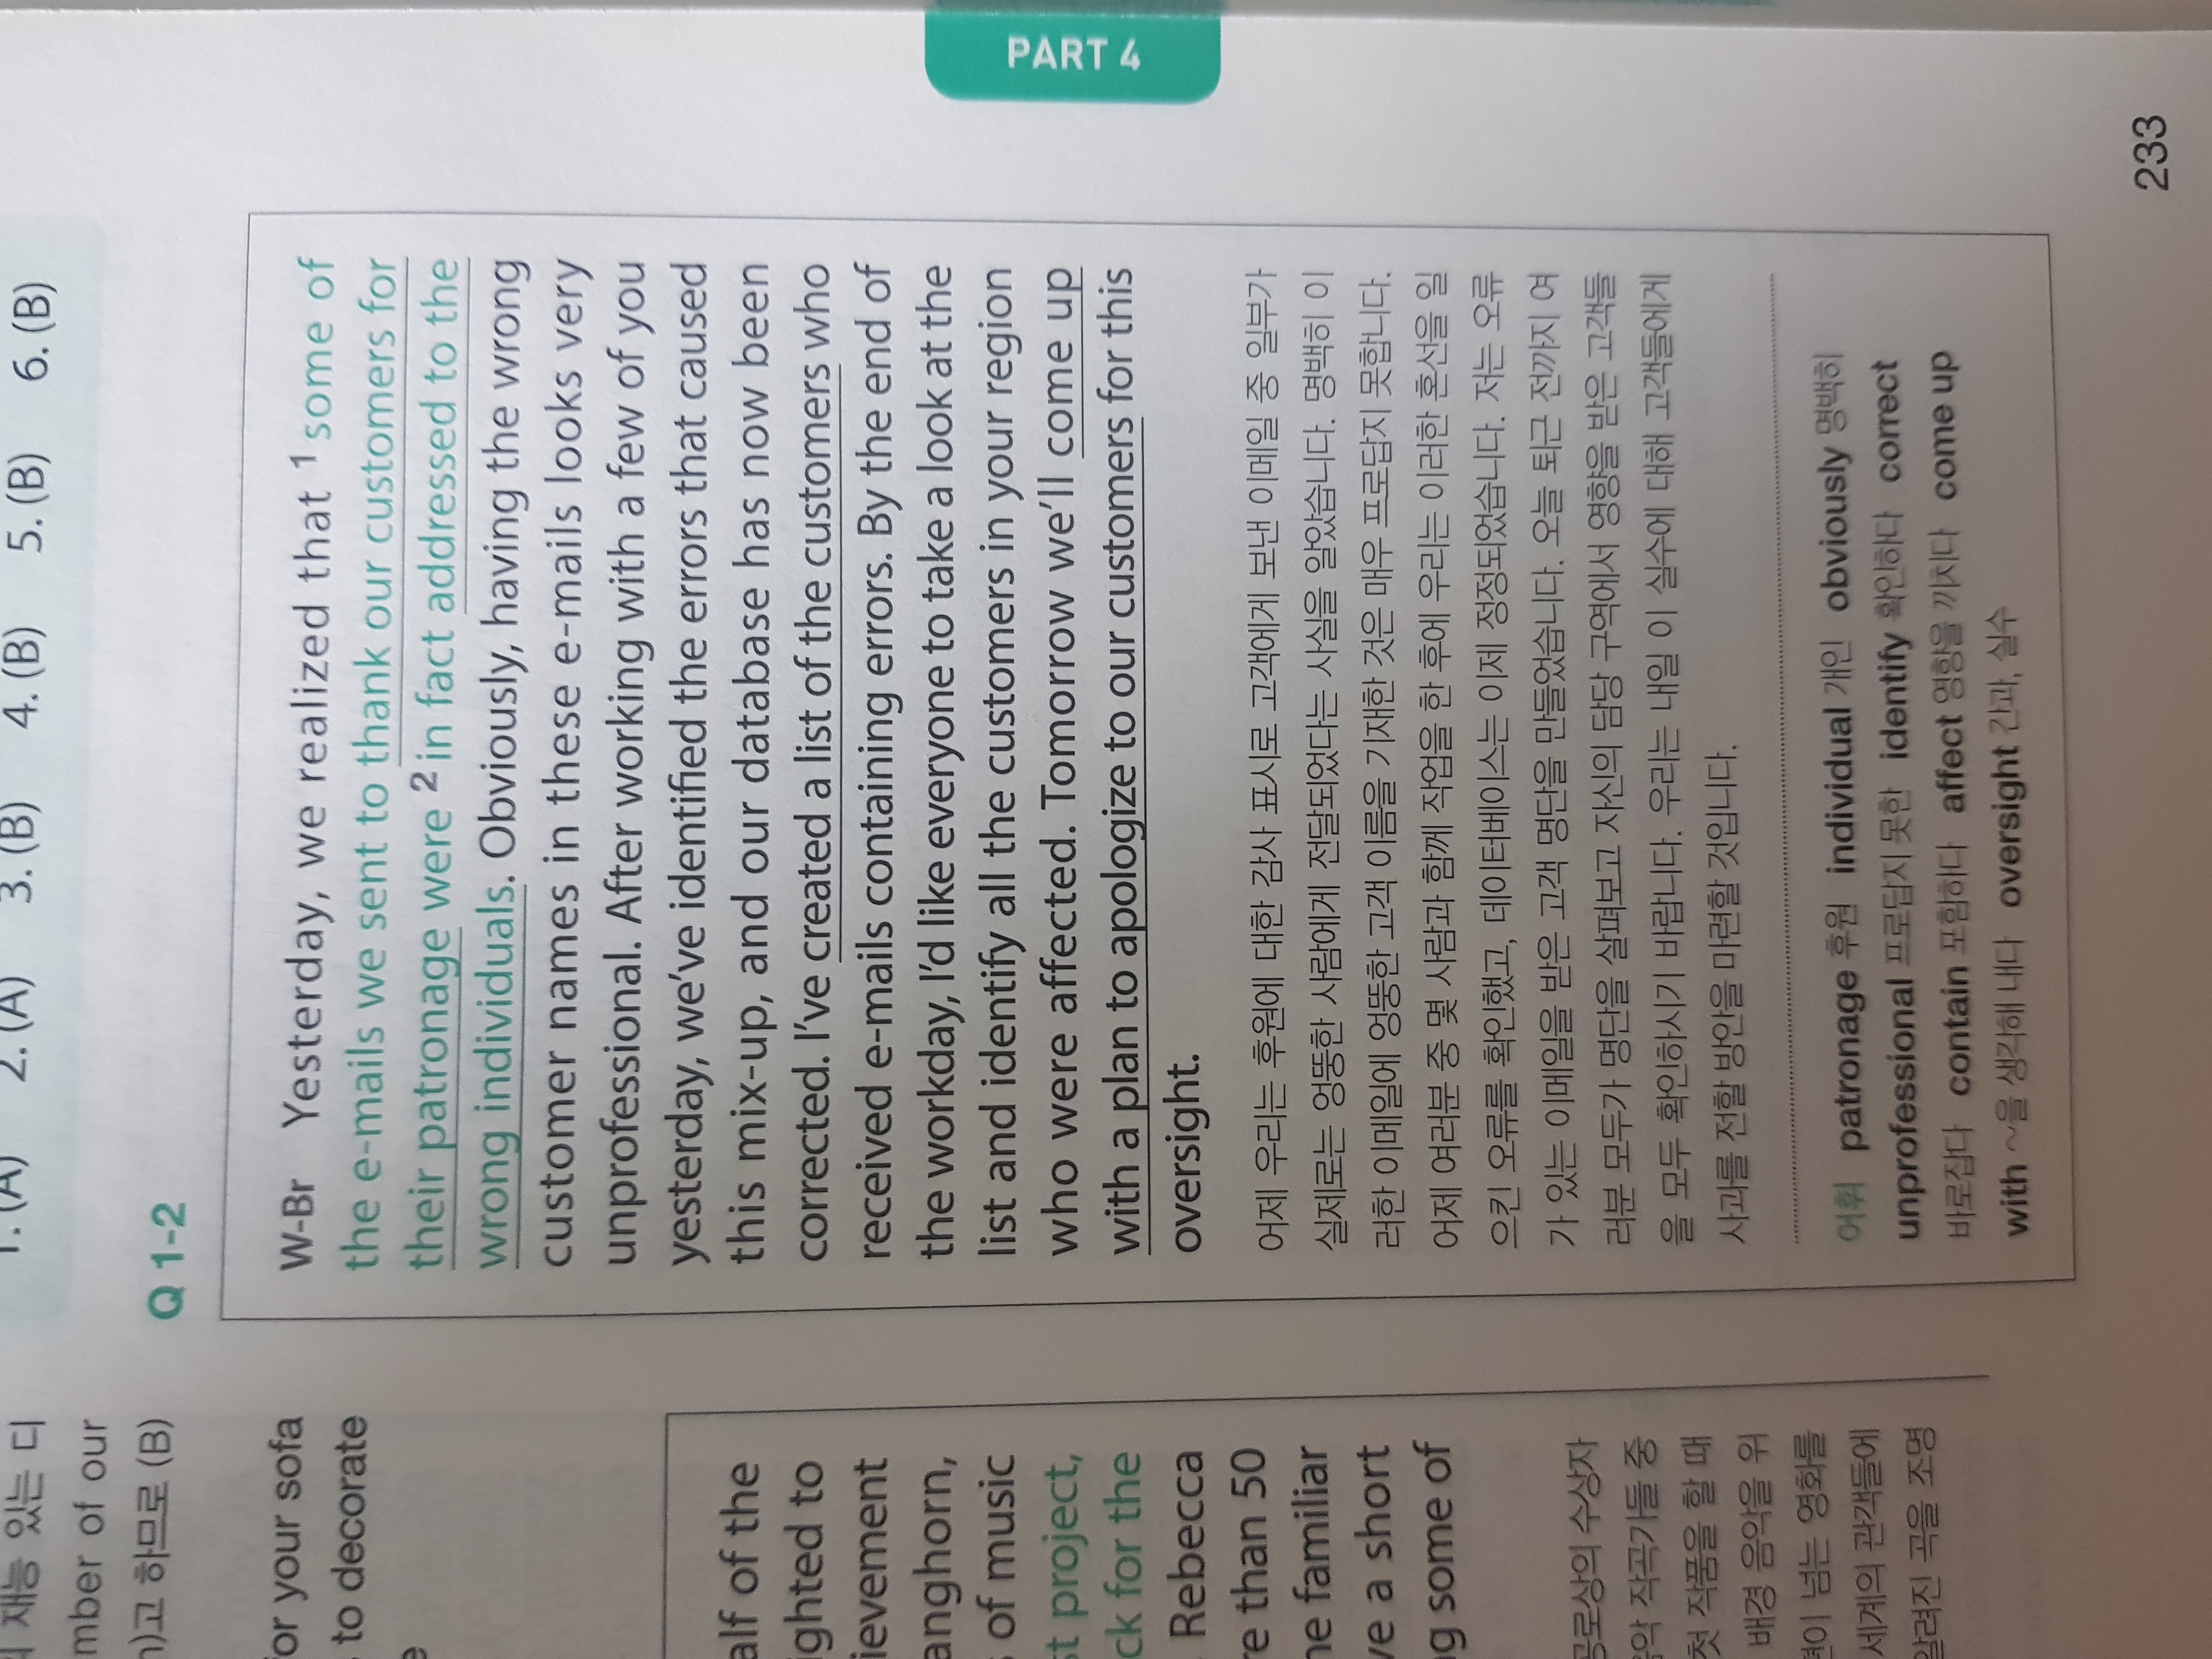 재능 있는 디
mber of our
고 하므로 (B)
or your sofa
to decorate
e
alf of the
ighted to
ievement
anghorn,
of music
st project,
ck for the
Rebecca
re than 50
ne familiar
ve a short
ng some of
공로상의 수상자
음악 작곡가들 중
첫 작품을 할 때
배경 음악을 위
편이 넘는 영화를
세계의 관객들에
알려진 곡을 조명
1. (A) 2. (A) 3. (B) 4. (B) 5. (B) 6. (B)
Q 1-2
W-Br Yesterday, we realized that 1 some of
the e-mails we sent to thank our customers for
their patronage were 2 in fact addressed to the
wrong individuals. Obviously, having the wrong
customer names in these e-mails looks very
unprofessional. After working with a few of you
yesterday, we've identified the errors that caused
this mix-up, and our database has now been
corrected. I've created a list of the customers who
received e-mails containing errors. By the end of
the workday, I'd like everyone to take a look at the
list and identify all the customers in your region
who were affected. Tomorrow we'll come up
with a plan to apologize to our customers for this
oversight.
어제 우리는 후원에 대한 감사 표시로 고객에게 보낸 이메일 중 일부가
실제로는 엉뚱한 사람에게 전달되었다는 사실을 알았습니다. 명백히 이
러한 이메일에 엉뚱한 고객 이름을 기재한 것은 매우 프로답지 못합니다.
어제 여러분 중 몇 사람과 함께 작업을 한 후에 우리는 이러한 혼선을 일
으킨 오류를 확인했고, 데이터베이스는 이제 정정되었습니다. 저는 오류
가 있는 이메일을 받은 고객 명단을 만들었습니다. 오늘 퇴근 전까지 여
러분 모두가 명단을 살펴보고 자신의 담당 구역에서 영향을 받은 고객들
을 모두 확인하시기 바랍니다. 우리는 내일 이 실수에 대해 고객들에게
사과를 전할 방안을 마련할 것입니다.
어휘 patronage 후원 individual 개인 obviously 명백히
unprofessional 프로답지 못한 identify 확인하다 correct
바로잡다 contain 포함하다 affect 영향을 끼치다 come up
with ~을 생각해 내다 oversight 간과, 실수
PART 4
233